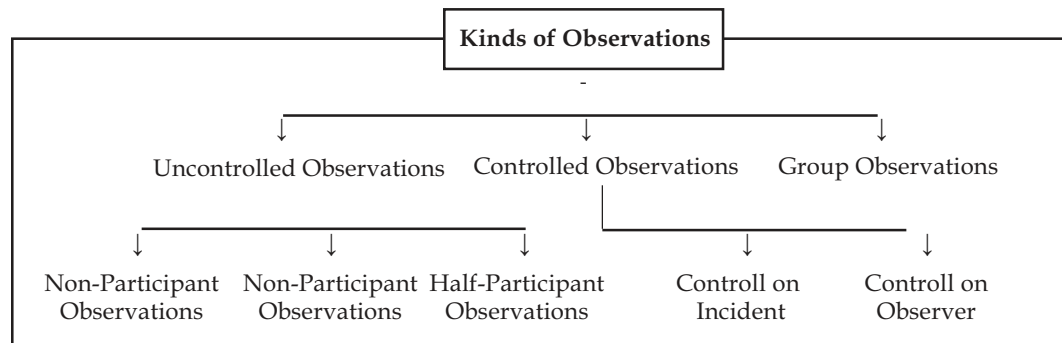 Kinds of Observations
Uncontrolled Observations Controlled Observations Group Observations
Non-Participant Non-Participant Half-Participant Controll on Controll on
Observations Observations Observations Incident Observer